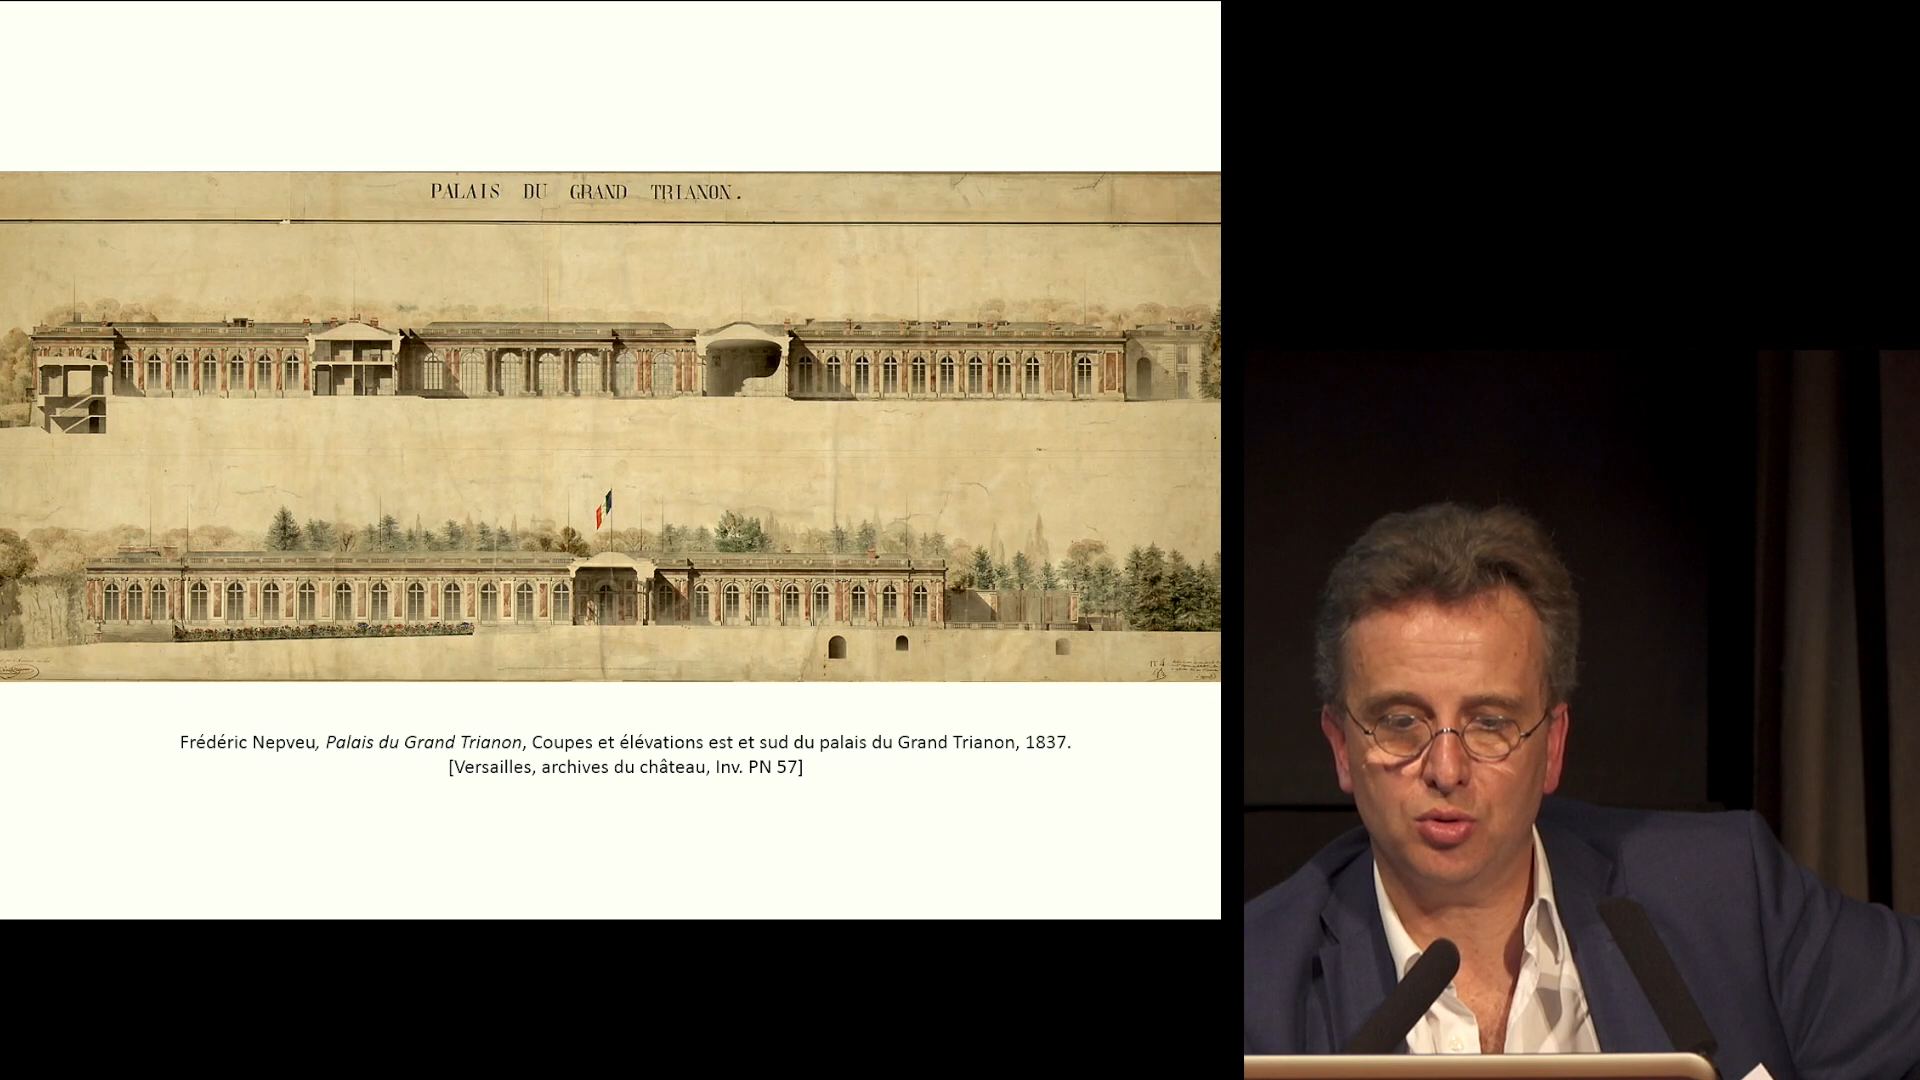 PALAIS DU GRAND TRIANON.
Frédéric Nepveu, Palais du Grand Trianon, Coupes et élévations est et sud du palais du Grand Trianon, 1837.
[Versailles, archives du château, Inv. PN 57]